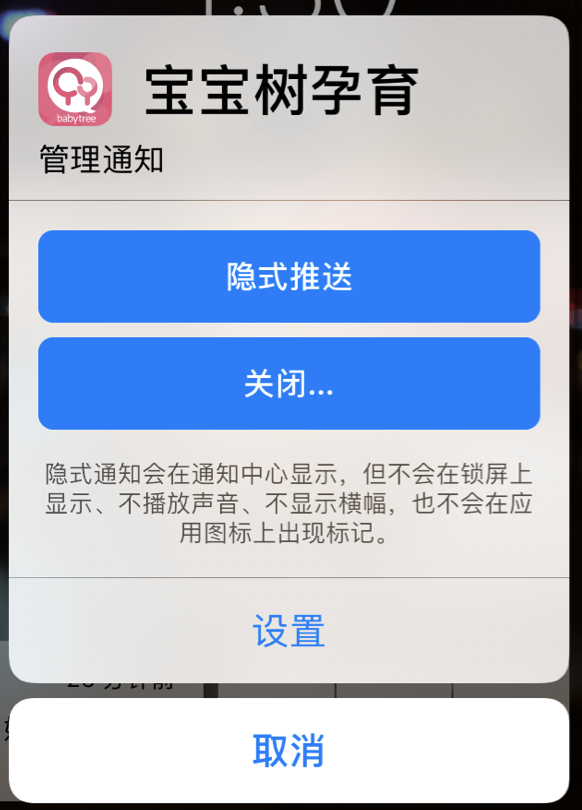 babytree
宝宝树孕育
管理通知
隐式推送
关闭...
隐式通知会在通知中心显示，但不会在锁屏上
显示、不播放声音、不显示横幅，也不会在应
用图标上出现标记。
设置
取消